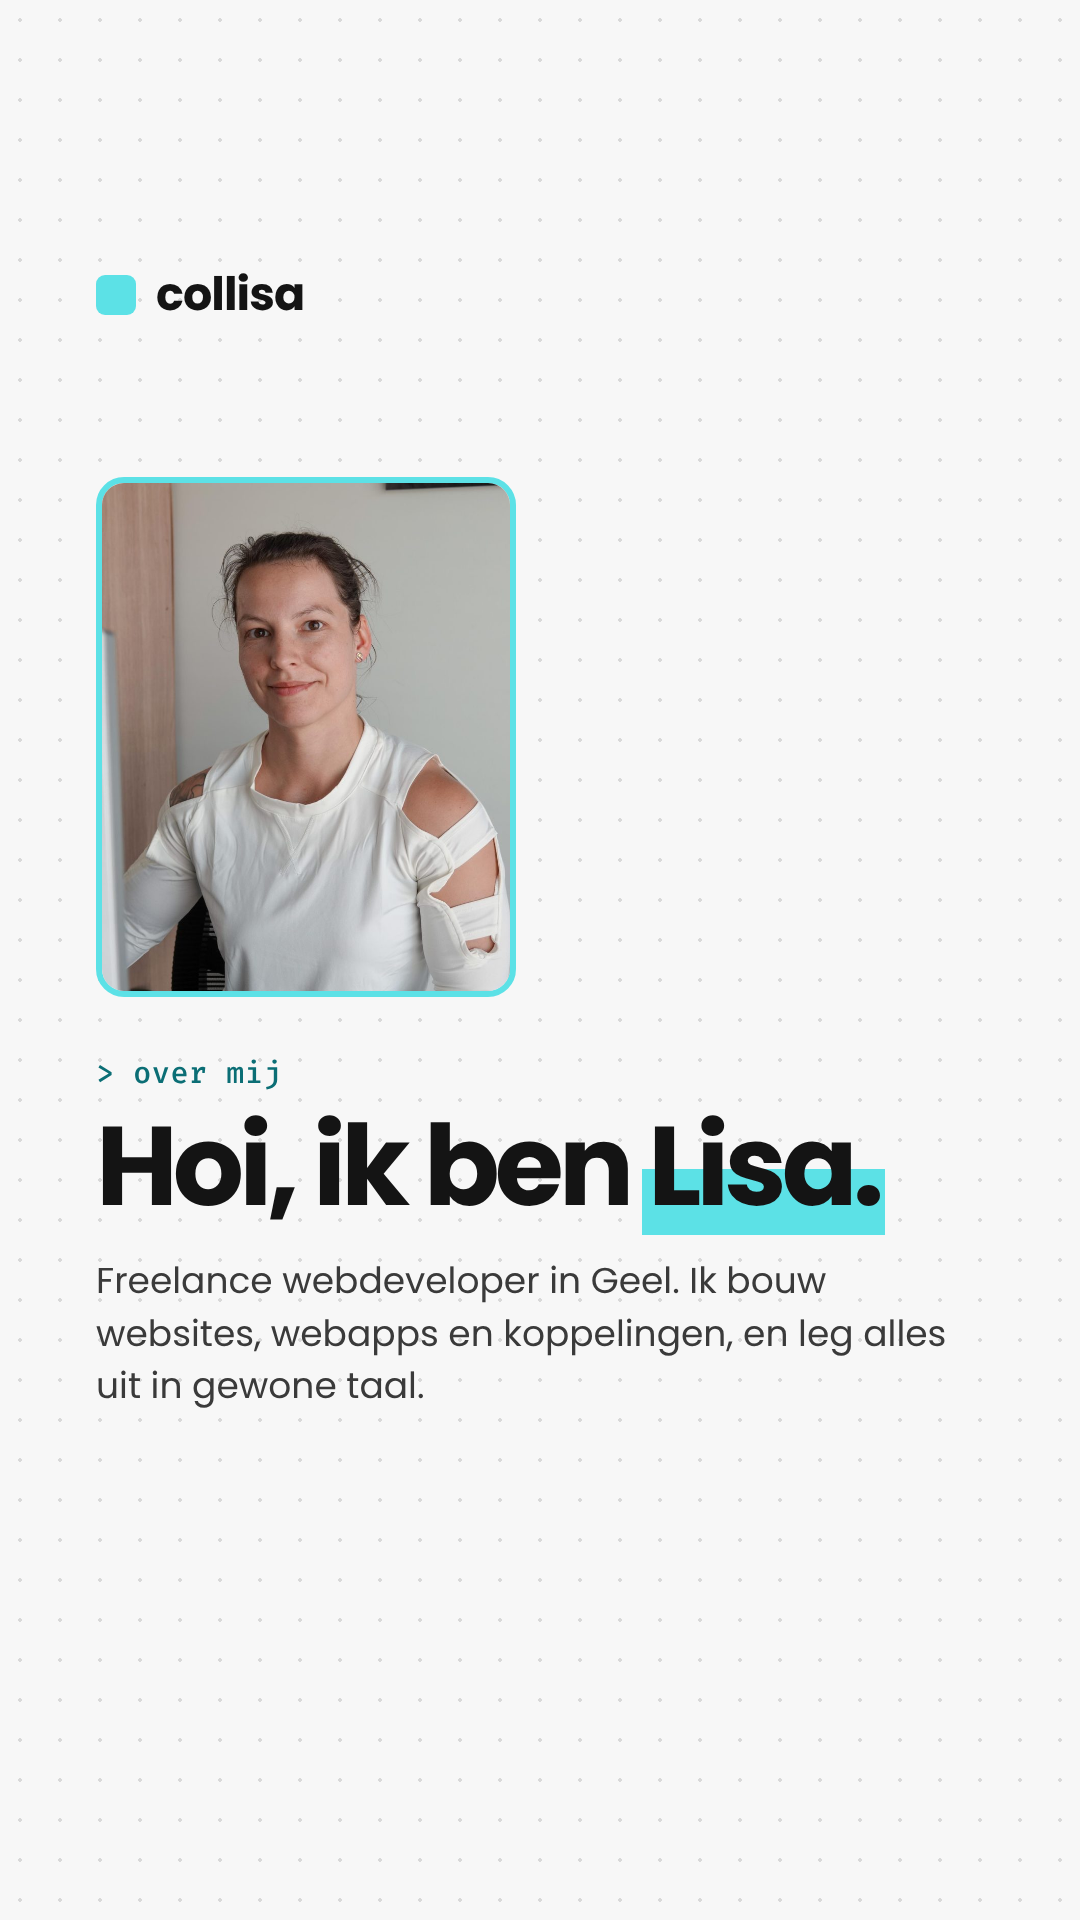 collisa
> over mij
Hoi, ik ben Lisa.
Freelance webdeveloper in Geel. Ik bouw
websites, webapps en koppelingen, en leg alles
uit in gewone taal.